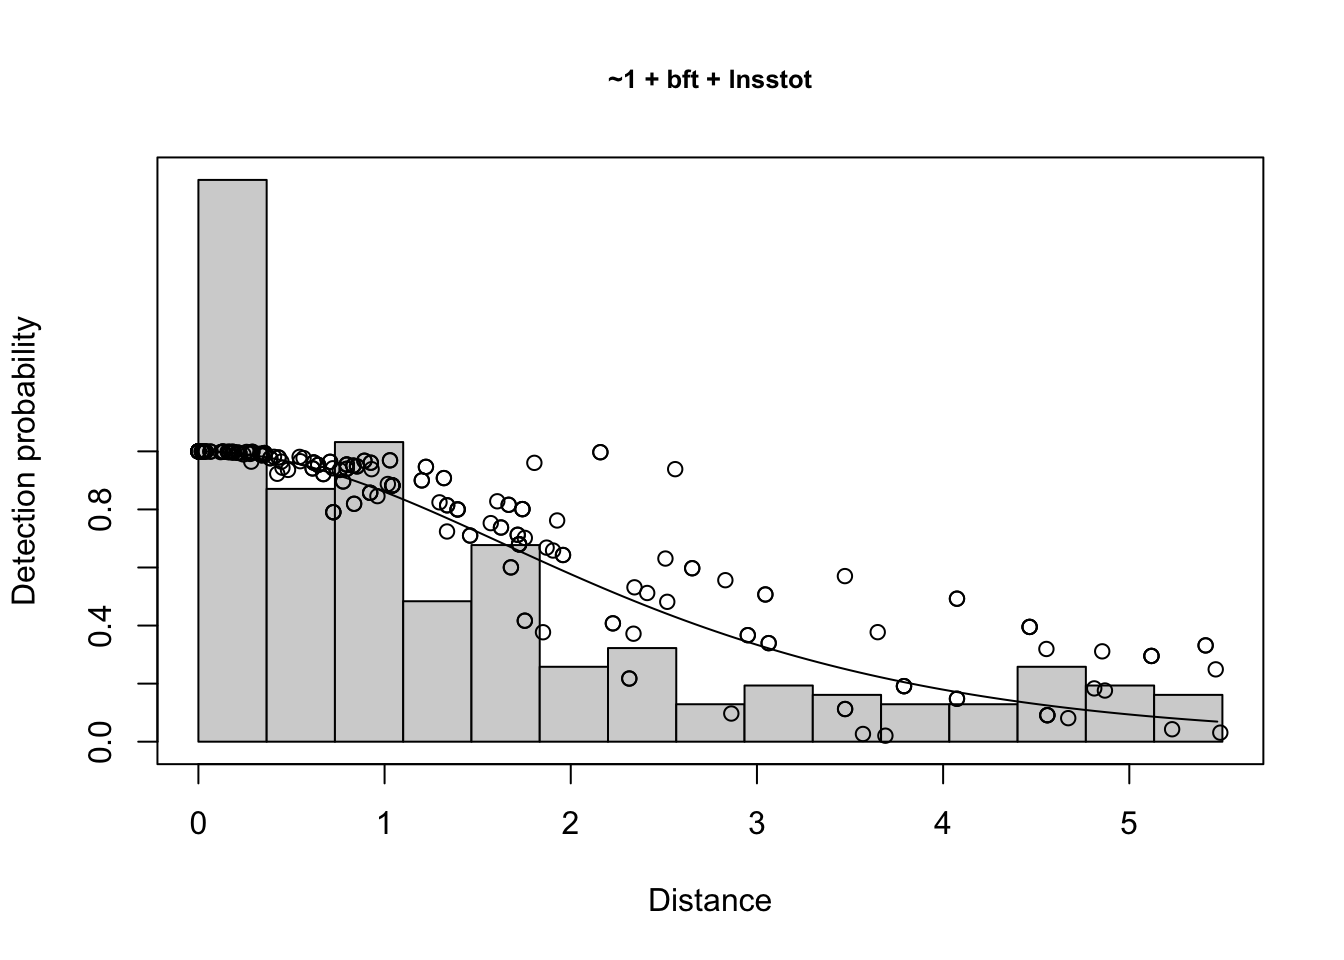 ~1 + bft + lnsstot
Detection probability
0.8
0.4
0.0
0 1 2 3 4 5
Distance